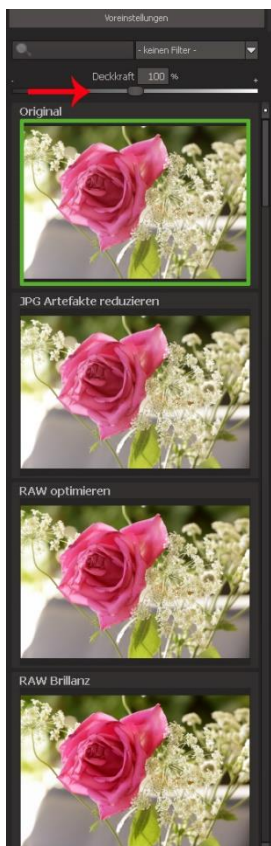 Voreinstellungen
- keinen Filter -
Deckkraft 100 %
- +
Original
JPG Artefakte reduzieren
RAW optimieren
RAW Brillanz